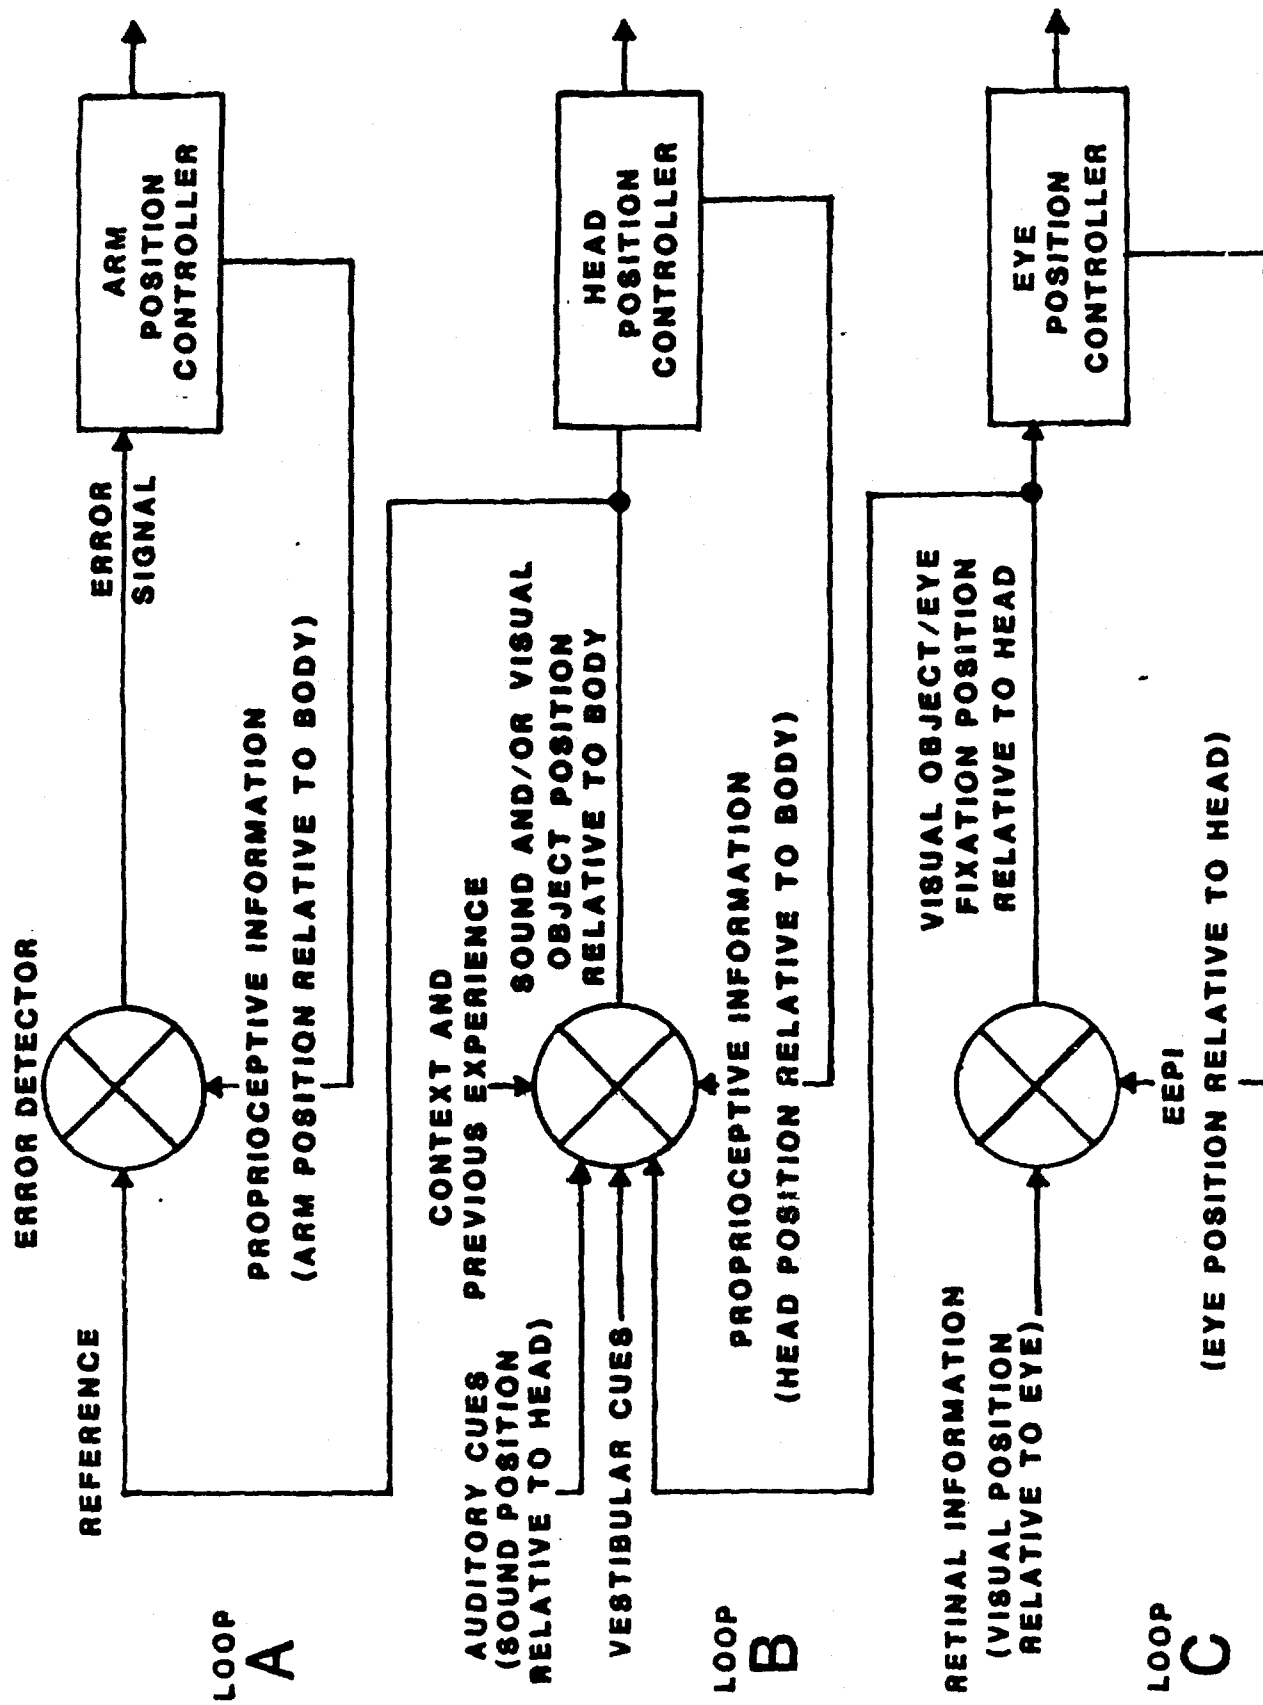 LOOP
A
REFERENCE
ERROR DETECTOR
ERROR
SIGNAL
ARM
POSITION
CONTROLLER
PROPRIOCEPTIVE INFORMATION
(ARM POSITION RELATIVE TO BODY)
LOOP
B
AUDITORY CUES
(SOUND POSITION
RELATIVE TO HEAD)
VESTIBULAR CUES
CONTEXT AND
PREVIOUS EXPERIENCE
SOUND AND/OR VISUAL
OBJECT POSITION
RELATIVE TO BODY
HEAD
POSITION
CONTROLLER
PROPRIOCEPTIVE INFORMATION
(HEAD POSITION RELATIVE TO BODY)
LOOP
C
RETINAL INFORMATION
(VISUAL POSITION
RELATIVE TO EYE)
VISUAL OBJECT/EYE
FIXATION POSITION
RELATIVE TO HEAD
EYE
POSITION
CONTROLLER
EEPI
(EYE POSITION RELATIVE TO HEAD)